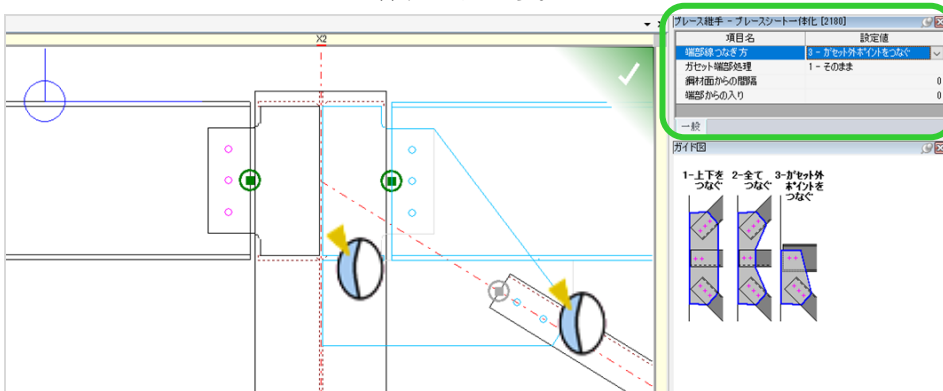 X2
ブレース継手 - ブレースシート一体化 [2180]
項目名 設定値
端部線つなぎ方 3 - ガセット外ポイントをつなぐ
ガセット端部処理 1 - そのまま
鋼材面からの間隔 0
端部からの入り 0
一般
ガイド図
1-上下を
つなぐ
2-全て
つなぐ
3-ガセット外
ポイントを
つなぐ